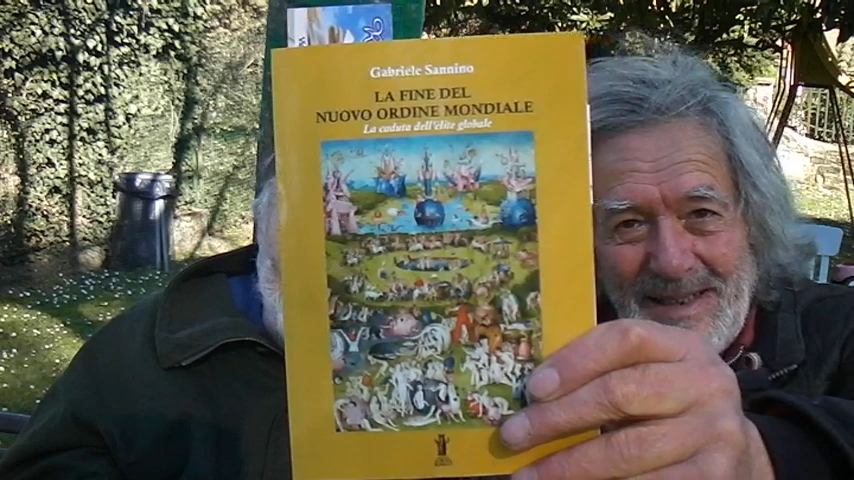 Gabriele Sannino
LA FINE DEL
NUOVO ORDINE MONDIALE
La caduta dell'élite globale